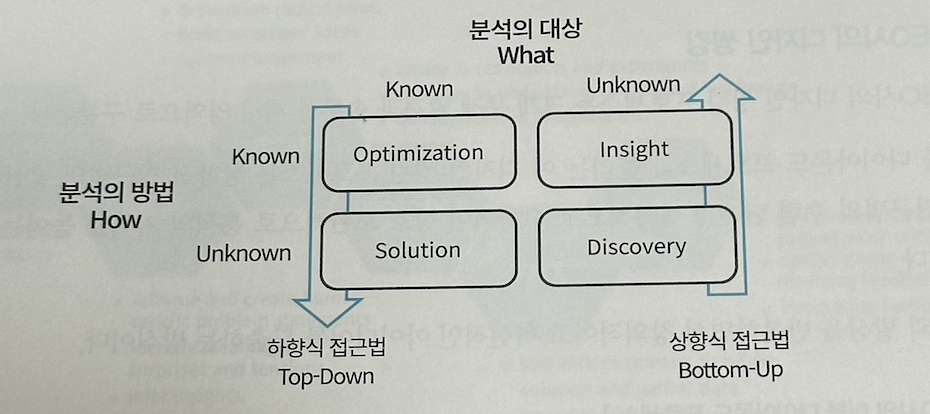 분석의 대상
What
Known
Unknown
Known
Optimization
Insight
분석의 방법
How
Unknown
Solution
Discovery
하향식 접근법
Top-Down
상향식 접근법
Bottom-Up